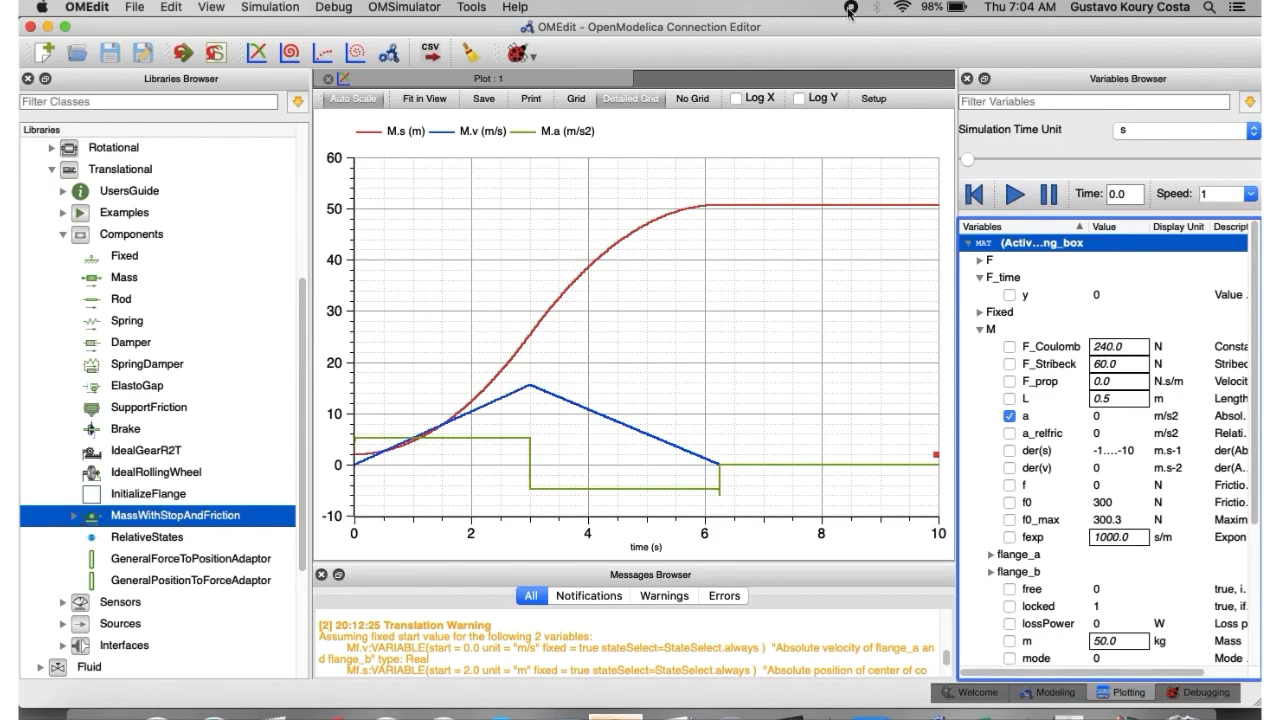 OMEdit File Edit View Simulation Debug OMSimulator Tools Help 98% Thu 7:04 AM Gustavo Koury Costa
OMEdit - OpenModelica Connection Editor
CSV
Libraries Browser
Filter Classes
Libraries
Rotational
Translational
UsersGuide
Examples
Components
Fixed
Mass
Rod
Spring
Damper
SpringDamper
ElastoGap
SupportFriction
Brake
IdealGearR2T
IdealRollingWheel
InitializeFlange
MassWithStopAndFriction
RelativeStates
GeneralForceToPositionAdaptor
GeneralPositionToForceAdaptor
Sensors
Sources
Interfaces
Fluid
Plot : 1
Auto Scale Fit in View Save Print Grid Detailed Grid No Grid Log X Log Y Setup
M.s (m) M.v (m/s) M.a (m/s2)
60
50
40
30
20
10
0
-10
0 2 4 6 8 10
time (s)
Messages Browser
All Notifications Warnings Errors
[2] 20:12:25 Translation Warning
Assuming fixed start value for the following 2 variables:
Mf.v:VARIABLE(start = 0.0 unit = "m/s" fixed = true stateSelect=StateSelect.always ) "Absolute velocity of flange_a an
d flange_b" type: Real
Mf.s:VARIABLE(start = 2.0 unit = "m" fixed = true stateSelect=StateSelect.always ) "Absolute position of center of co
Variables Browser
Filter Variables
Simulation Time Unit s
Time: 0.0 Speed: 1
Variables Value Display Unit Descript
MAT (Activ...ng_box
F
F_time
y 0 Value .
Fixed
M
F_Coulomb 240.0 N Consta
F_Stribeck 60.0 N Stribec
F_prop 0.0 N.s/m Velocit
L 0.5 m Length
a 0 m/s2 Absol.
a_relfric 0 m/s2 Relati.
der(s) -1....-10 m.s-1 der(Ab
der(v) 0 m.s-2 der(A.
f 0 N Frictio.
f0 300 N Frictio.
f0_max 300.3 N Maxim
fexp 1000.0 s/m Expon
flange_a
flange_b
free 0 true, i.
locked 1 true, if
lossPower 0 W Loss p
m 50.0 kg Mass
mode 0 Mode .
Welcome Modeling Plotting Debugging